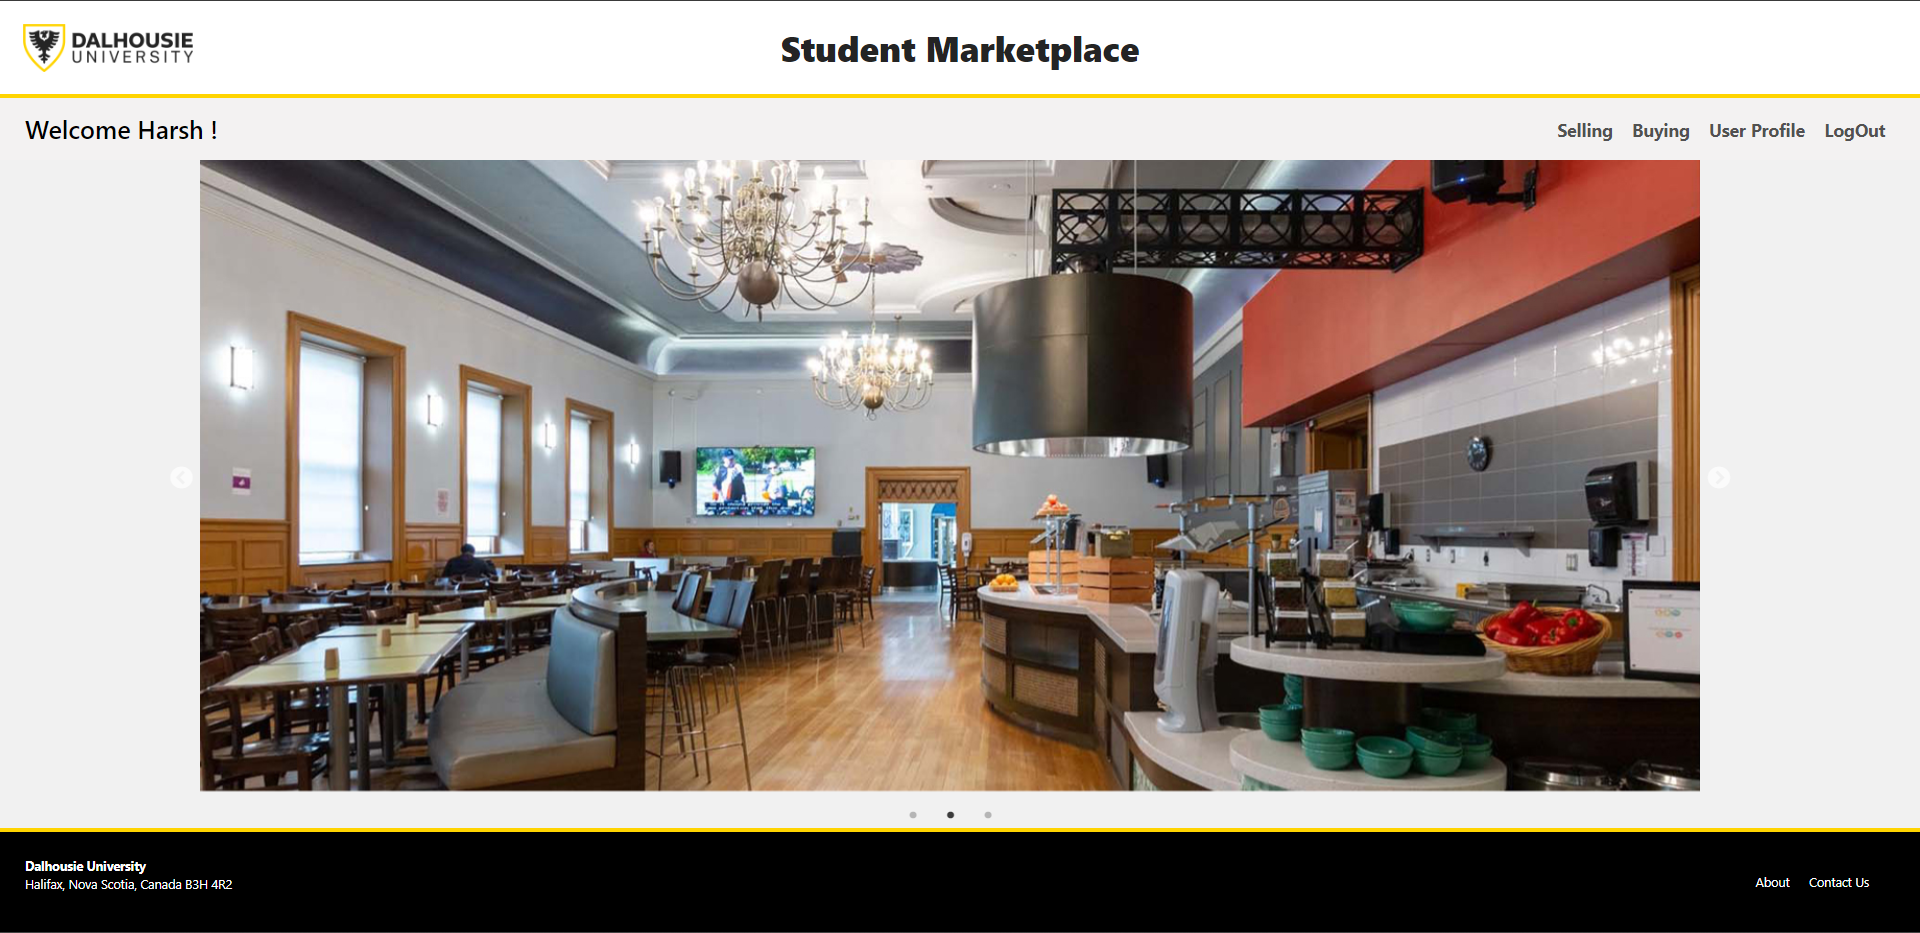 DALHOUSIE
UNIVERSITY
Student Marketplace
Welcome Harsh !
Selling Buying User Profile LogOut
Dalhousie University
Halifax, Nova Scotia, Canada B3H 4R2
About Contact Us